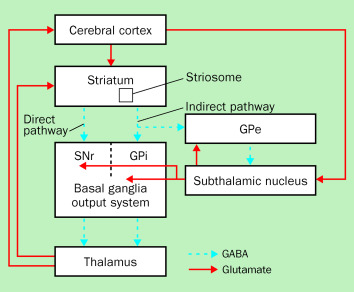 Cerebral cortex
Striatum
Striosome
Indirect pathway
Direct
pathway
GPe
SNr
GPi
Basal ganglia
output system
Subthalamic nucleus
Thalamus
GABA
Glutamate